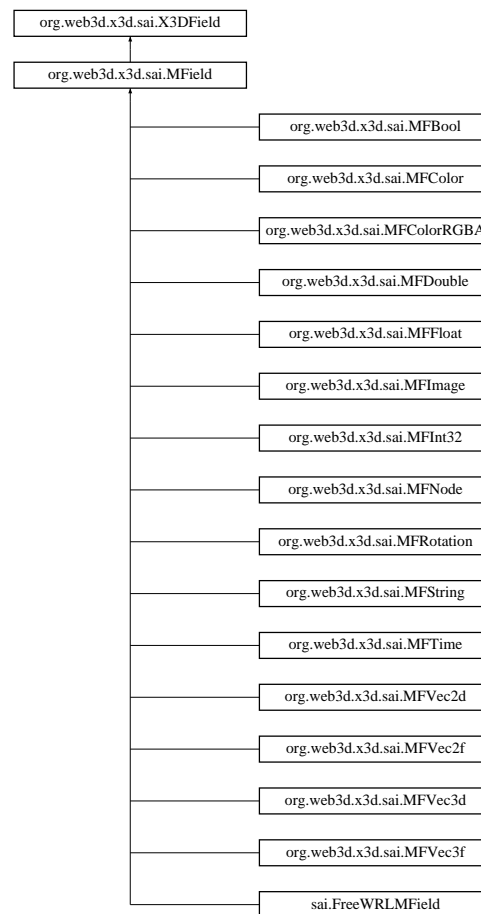 org.web3d.x3d.sai.X3DField
org.web3d.x3d.sai.MField
org.web3d.x3d.sai.MFBool
org.web3d.x3d.sai.MFColor
org.web3d.x3d.sai.MFColorRGBA
org.web3d.x3d.sai.MFDouble
org.web3d.x3d.sai.MFFloat
org.web3d.x3d.sai.MFImage
org.web3d.x3d.sai.MFInt32
org.web3d.x3d.sai.MFNode
org.web3d.x3d.sai.MFRotation
org.web3d.x3d.sai.MFString
org.web3d.x3d.sai.MFTime
org.web3d.x3d.sai.MFVec2d
org.web3d.x3d.sai.MFVec2f
org.web3d.x3d.sai.MFVec3d
org.web3d.x3d.sai.MFVec3f
sai.FreeWRLMField